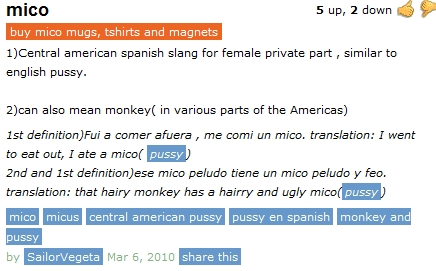 mico
5 up, 2 down
buy mico mugs, tshirts and magnets
1)Central american spanish slang for female private part , similar to
english pussy.
2)can also mean monkey( in various parts of the Americas)
1st definition)Fui a comer afuera , me comi un mico. translation: I went
to eat out, I ate a mico( pussy )
2nd and 1st definition)ese mico peludo tiene un mico peludo y feo.
translation: that hairy monkey has a hairry and ugly mico(pussy )
mico micus central american pussy pussy en spanish monkey and
pussy
by SailorVegeta Mar 6, 2010 share this